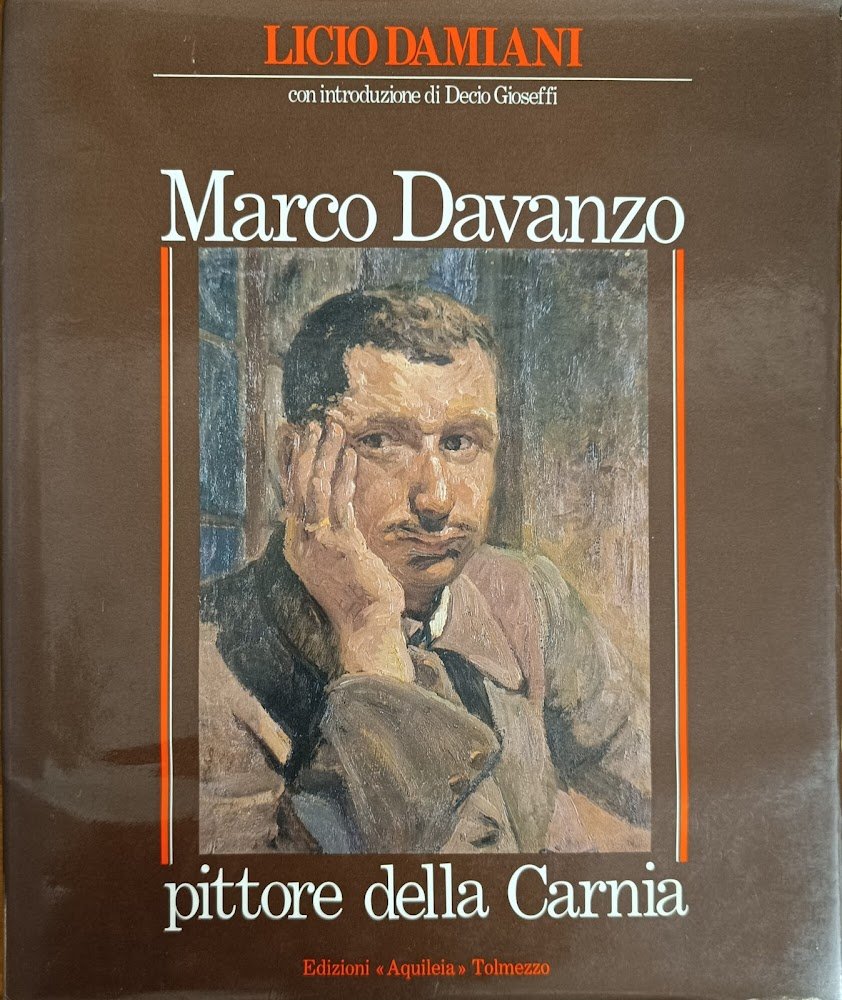 LICIO DAMIANI
con introduzione di Decio Gioseffi
Marco Davanzo
pittore della Carnia
Edizioni «Aquileia» Tolmezzo